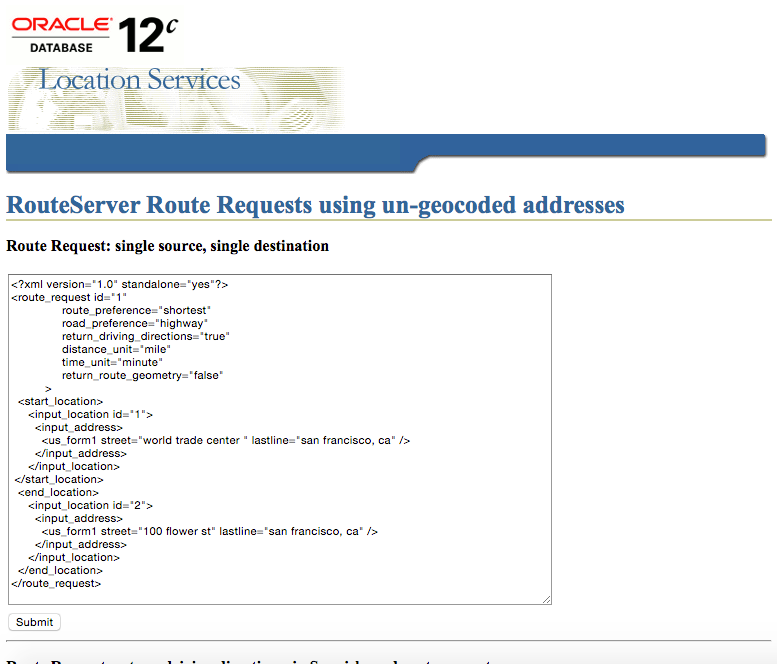 ORACLE
DATABASE
12c
Location Services
RouteServer Route Requests using un-geocoded addresses
Route Request: single source, single destination
<?xml version="1.0" standalone="yes"?>
<route_request id="1"
route_preference="shortest"
road_preference="highway"
return_driving_directions="true"
distance_unit="mile"
time_unit="minute"
return_route_geometry="false"
>
<start_location>
<input_location id="1">
<input_address>
<us_form1 street="world trade center " lastline="san francisco, ca" />
</input_address>
</input_location>
</start_location>
<end_location>
<input_location id="2">
<input_address>
<us_form1 street="100 flower st" lastline="san francisco, ca" />
</input_address>
</input_location>
</end_location>
</route_request>
Submit